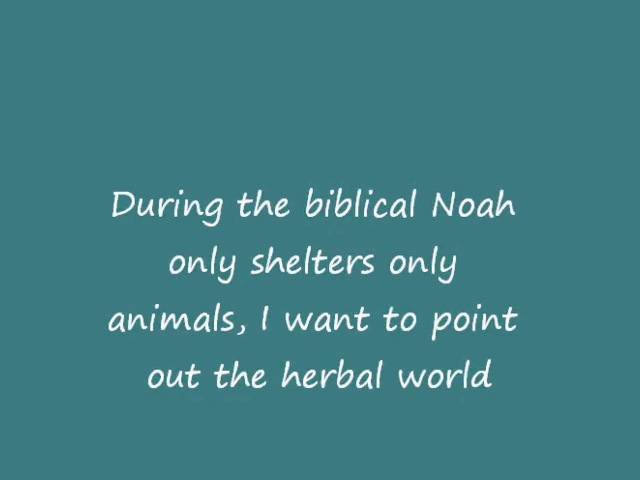 During the biblical Noah
only shelters only
animals, I want to point
out the herbal world